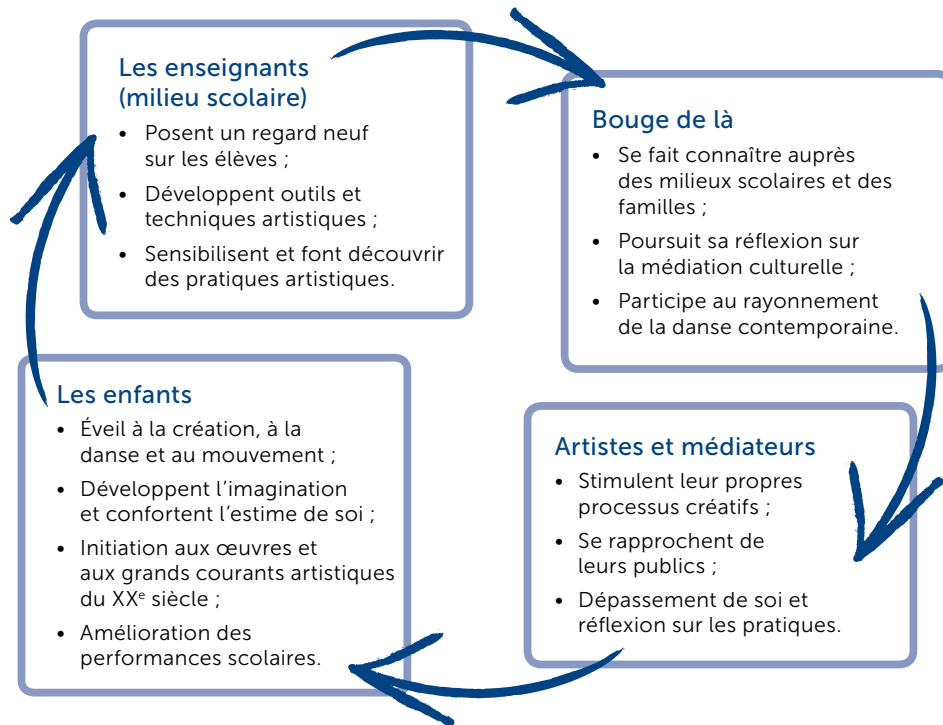 Les enseignants
(milieu scolaire)
• Posent un regard neuf
sur les élèves ;
• Développent outils et
techniques artistiques ;
• Sensibilisent et font découvrir
des pratiques artistiques.
Bouge de là
• Se fait connaître auprès
des milieux scolaires et des
familles ;
• Poursuit sa réflexion sur
la médiation culturelle ;
• Participe au rayonnement
de la danse contemporaine.
Les enfants
• Éveil à la création, à la
danse et au mouvement ;
• Développent l’imagination
et confortent l’estime de soi ;
• Initiation aux œuvres et
aux grands courants artistiques
du XXe siècle ;
• Amélioration des
performances scolaires.
Artistes et médiateurs
• Stimulent leur propres
processus créatifs ;
• Se rapprochent de
leurs publics ;
• Dépassement de soi et
réflexion sur les pratiques.